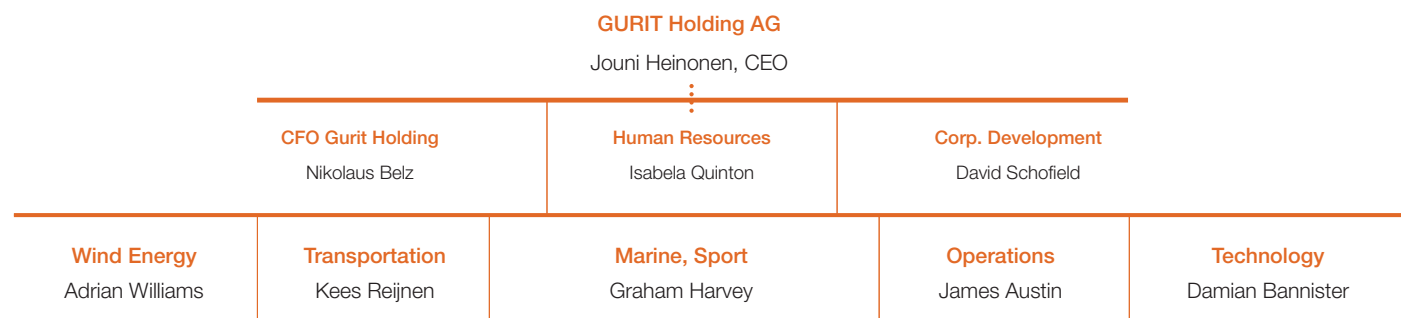 GURIT Holding AG
Jouni Heinonen, CEO
CFO Gurit Holding
Nikolaus Belz
Human Resources
Isabela Quinton
Corp. Development
David Schofield
Wind Energy
Adrian Williams
Transportation
Kees Reijnen
Marine, Sport
Graham Harvey
Operations
James Austin
Technology
Damian Bannister